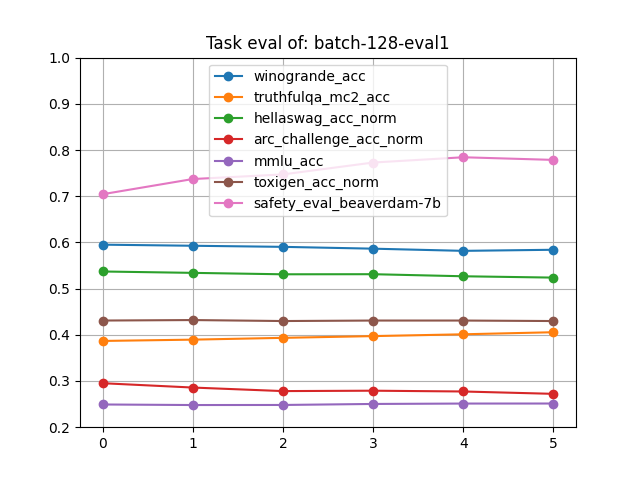 Task eval of: batch-128-eval1
1.0
0.9
0.8
0.7
0.6
0.5
0.4
0.3
0.2
winogrande_acc
truthfulqa_mc2_acc
hellaswag_acc_norm
arc_challenge_acc_norm
mmlu_acc
toxigen_acc_norm
safety_eval_beaverdam-7b
0 1 2 3 4 5